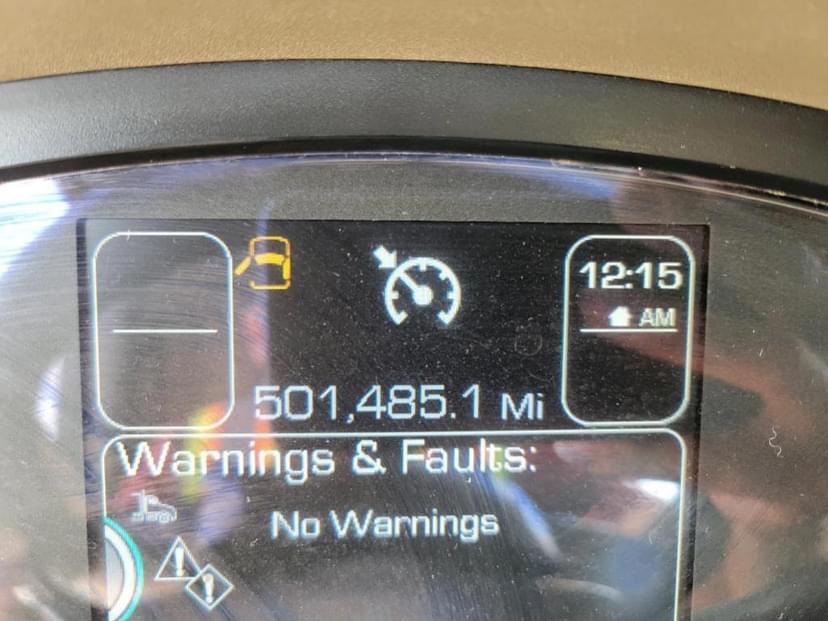 12:15
AM
501,485.1 Mi
Warnings & Faults:
No Warnings